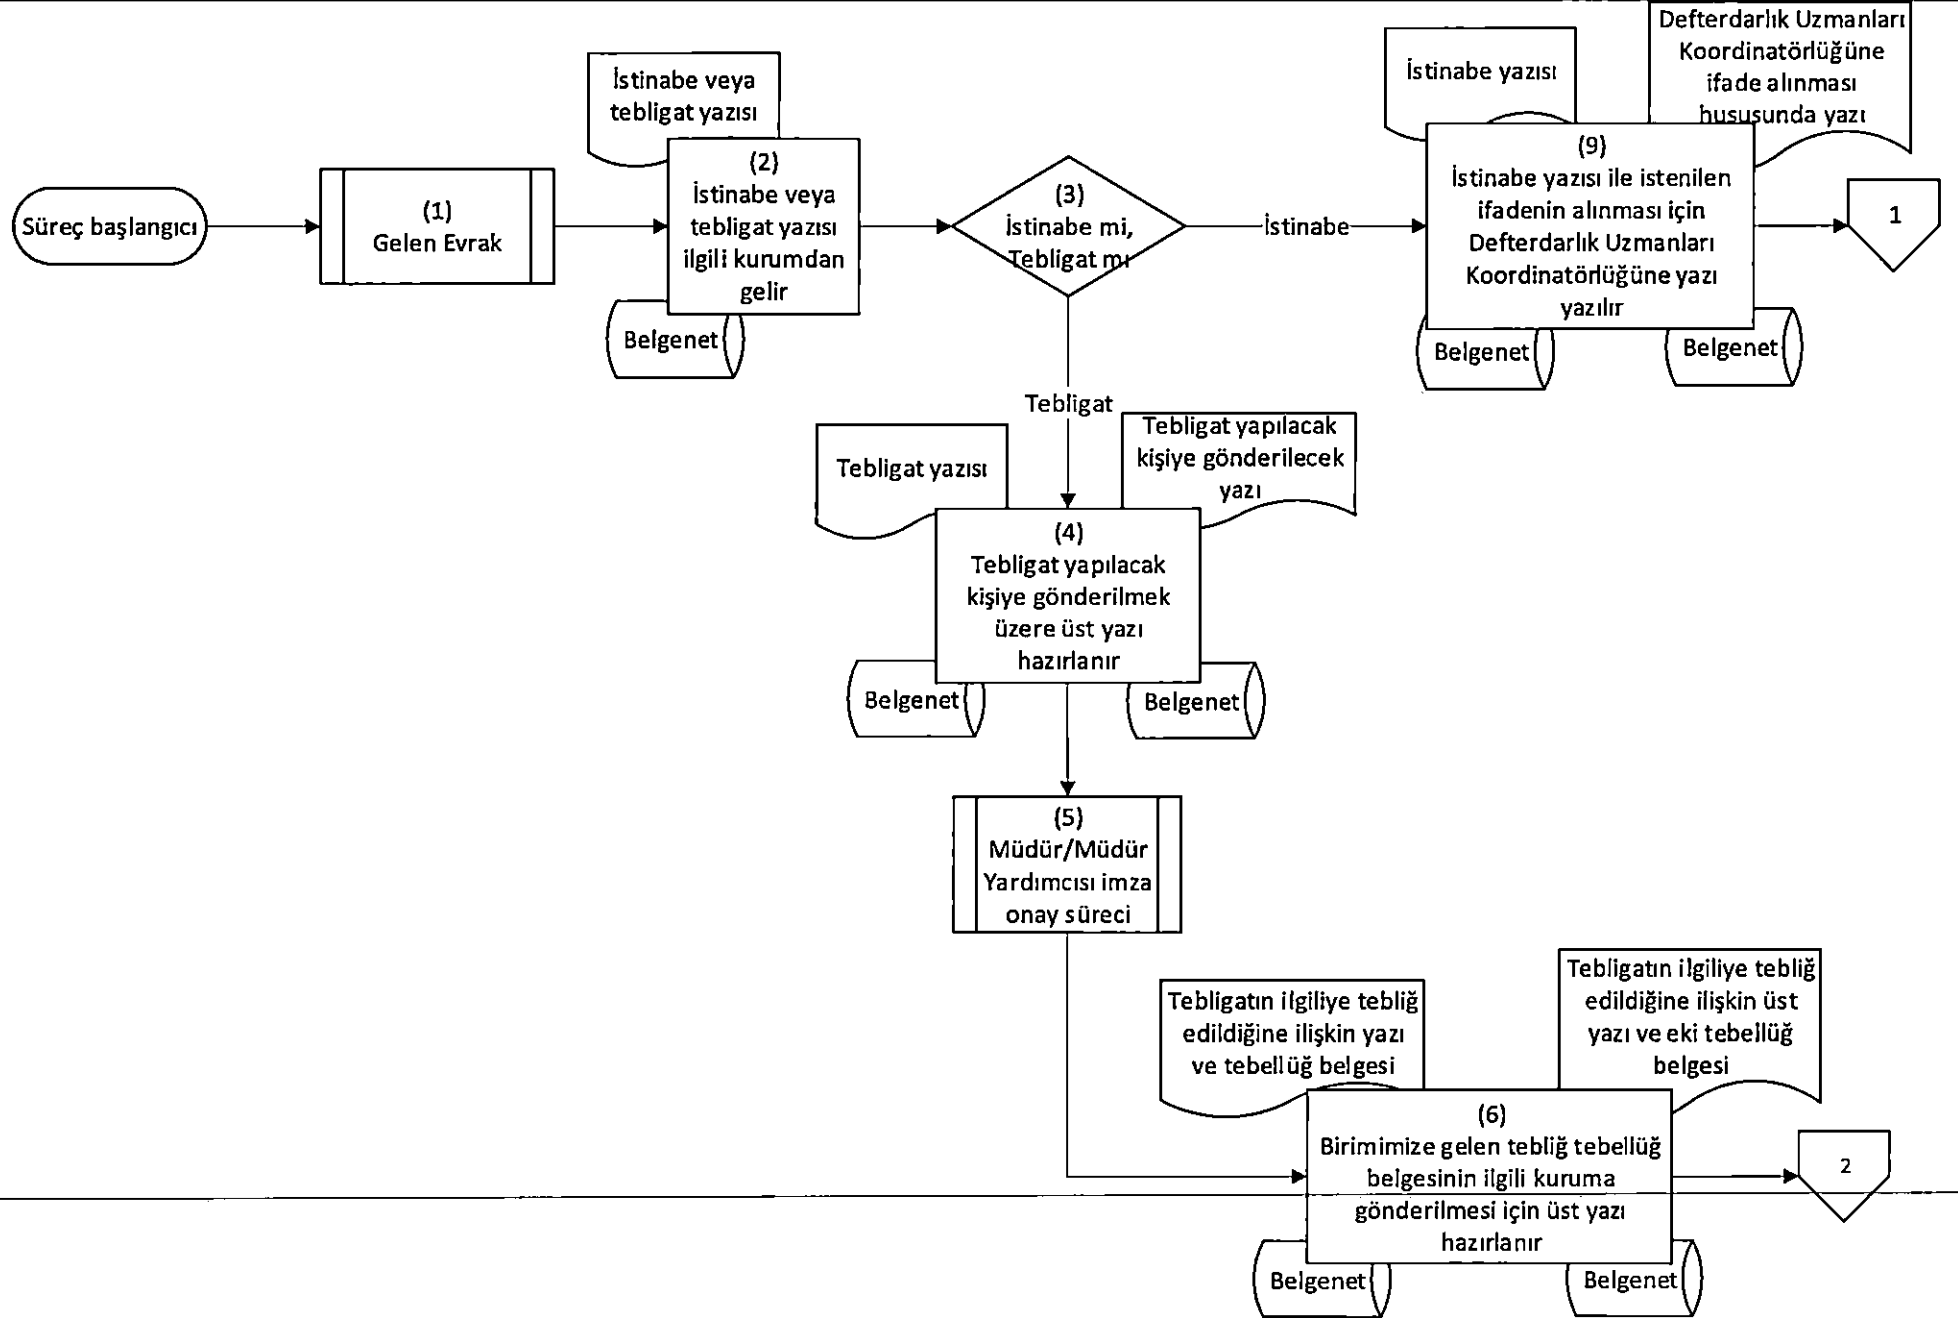 Süreç başlangıcı
(1)
Gelen Evrak
İstinabe veya
tebligat yazısı
(2)
İstinabe veya
tebligat yazısı
ilgili kurumdan
gelir
Belgenet
(3)
İstinabe mi,
Tebligat mı
İstinabe
İstinabe yazısı
Defterdarlık Uzmanları
Koordinatörlüğüne
ifade alınması
hususunda yazı
(9)
İstinabe yazısı ile istenilen
ifadenin alınması için
Defterdarlık Uzmanları
Koordinatörlüğüne yazı
yazılır
Belgenet
Belgenet
1
Tebligat
Tebligat yazısı
Tebligat yapılacak
kişiye gönderilecek
yazı
(4)
Tebligat yapılacak
kişiye gönderilmek
üzere üst yazı
hazırlanır
Belgenet
Belgenet
(5)
Müdür/Müdür
Yardımcısı imza
onay süreci
Tebligatın ilgiliye tebliğ
edildiğine ilişkin yazı
ve tebellüğ belgesi
Tebligatın ilgiliye tebliğ
edildiğine ilişkin üst
yazı ve eki tebellüğ
belgesi
(6)
Birimimize gelen tebliğ tebellüğ
belgesinin ilgili kuruma
gönderilmesi için üst yazı
hazırlanır
Belgenet
Belgenet
2